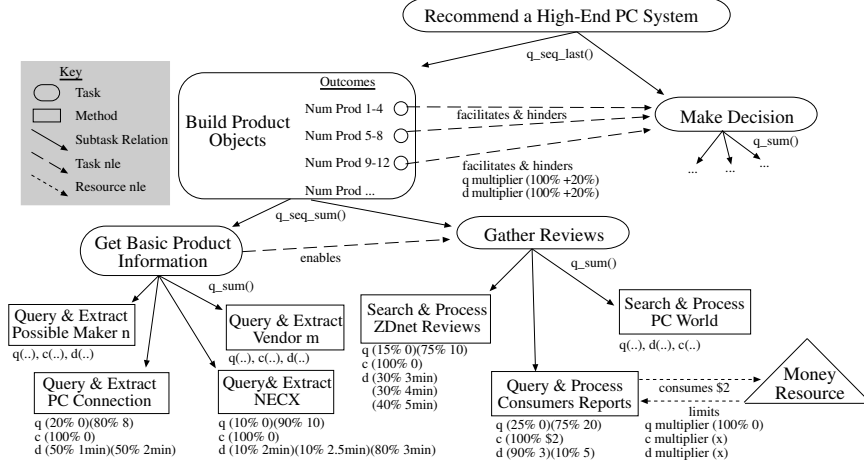 Recommend a High-End PC System
q_seq_last()
Key
Task
Method
Subtask Relation
Task nle
Resource nle
Build Product
Objects
Outcomes
Num Prod 1-4
Num Prod 5-8
Num Prod 9-12
Num Prod ...
facilitates & hinders
facilitates & hinders
q multiplier (100% +20%)
d multiplier (100% +20%)
Make Decision
q_sum()
...
...
...
q_seq_sum()
Get Basic Product
Information
enables
Gather Reviews
q_sum()
q_sum()
Query & Extract
Possible Maker n
q(..), c(..), d(..)
Query & Extract
Vendor m
q(..), c(..), d(..)
Query & Extract
PC Connection
q (20% 0)(80% 8)
c (100% 0)
d (50% 1min)(50% 2min)
Query& Extract
NECX
q (10% 0)(90% 10)
c (100% 0)
d (10% 2min)(10% 2.5min)(80% 3min)
Search & Process
ZDnet Reviews
q (15% 0)(75% 10)
c (100% 0)
d (30% 3min)
(30% 4min)
(40% 5min)
Search & Process
PC World
q(..), d(..), c(..)
Query & Process
Consumers Reports
q (25% 0)(75% 20)
c (100% $2)
d (90% 3)(10% 5)
consumes $2
limits
q multiplier (100% 0)
c multiplier (x)
d multiplier (x)
Money
Resource